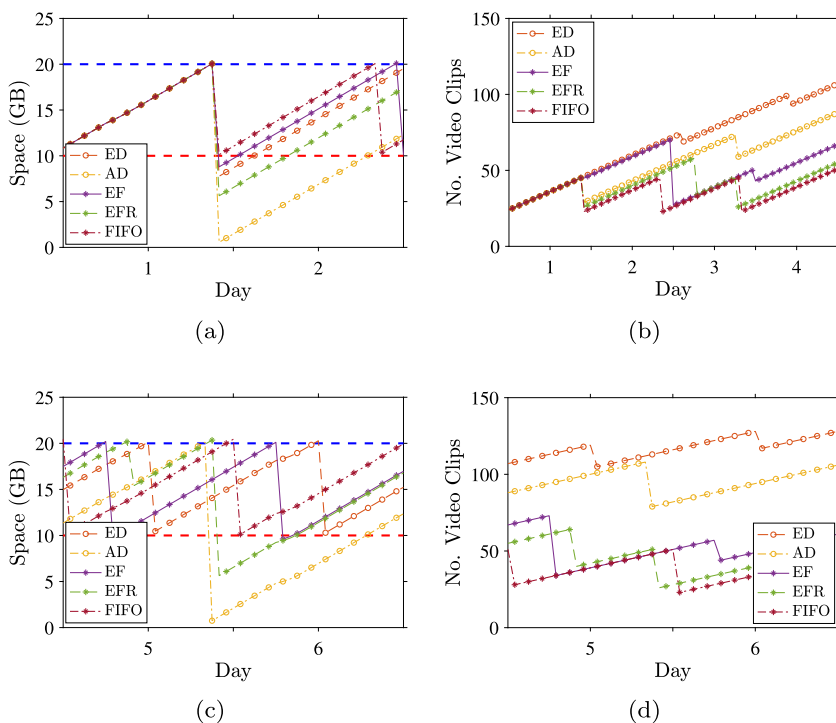 25
20
15
10
5
0
Space (GB)
ED
AD
EF
EFR
FIFO
1 2
Day
(a)
150
100
50
0
No. Video Clips
ED
AD
EF
EFR
FIFO
1 2 3 4
Day
(b)
25
20
15
10
5
0
Space (GB)
ED
AD
EF
EFR
FIFO
5 6
Day
(c)
150
100
50
0
No. Video Clips
ED
AD
EF
EFR
FIFO
5 6
Day
(d)